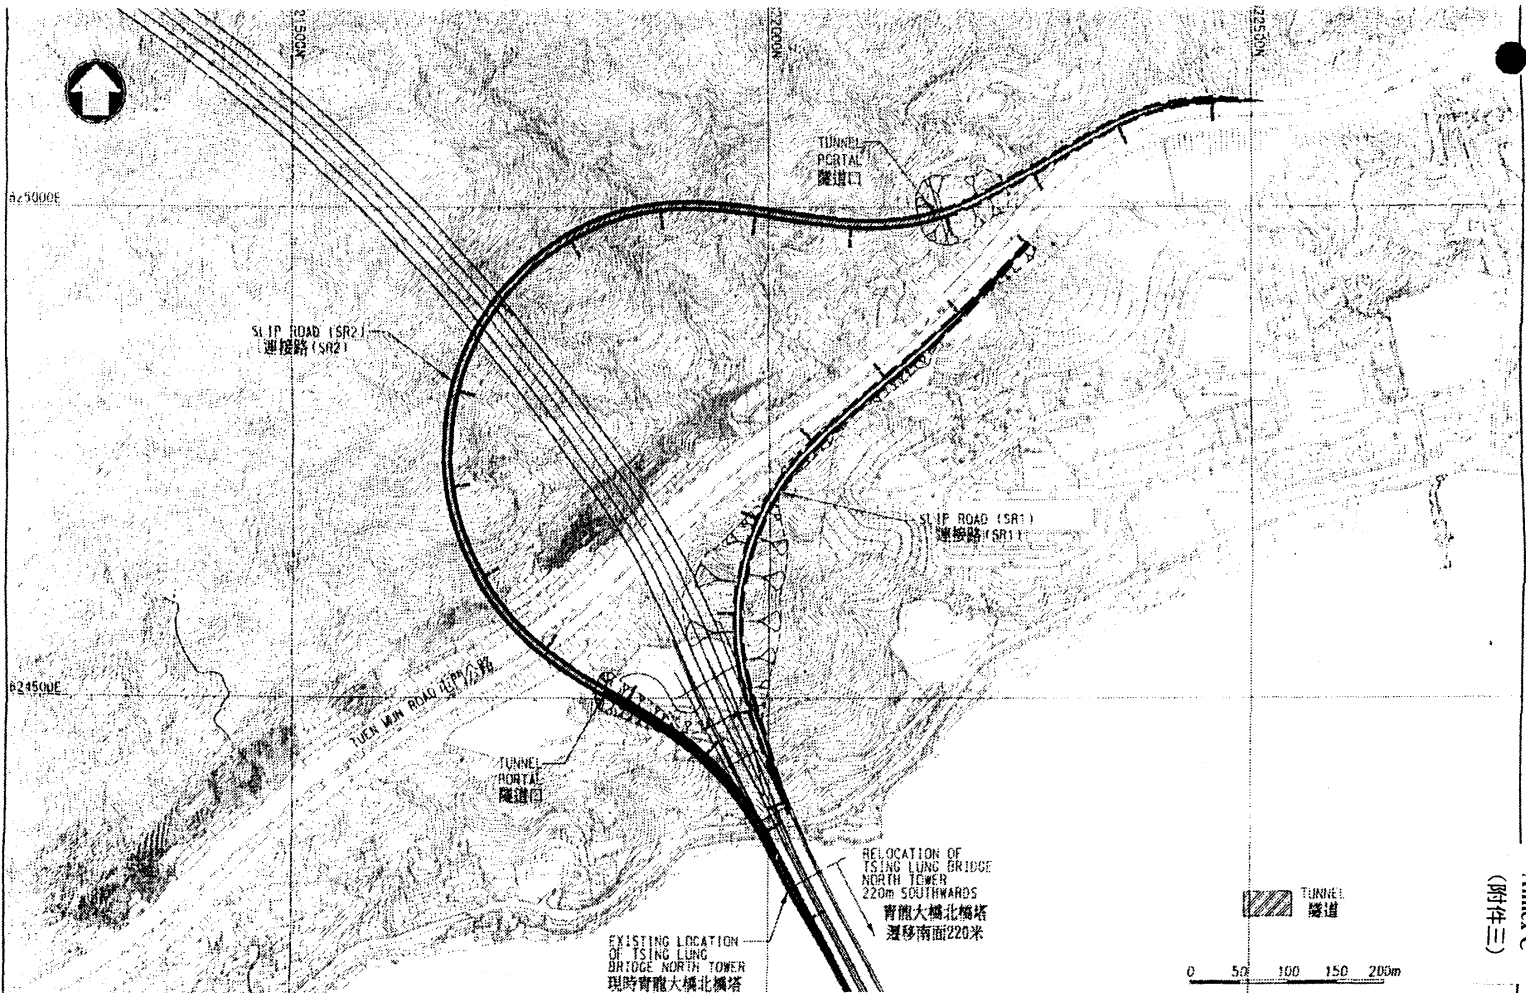 21500N
22000N
22500N
TUNNEL
PORTAL
隧道口
825000E
SLIP ROAD (SR2)
連接路 (SR2)
SLIP ROAD (SR1)
連接路 (SR1)
824500E
TUEN MUN ROAD 屯門公路
TUNNEL
PORTAL
隧道口
RELOCATION OF
TSING LUNG BRIDGE
NORTH TOWER
220m SOUTHWARDS
青龍大橋北橋塔
遷移南面220米
EXISTING LOCATION
OF TSING LUNG
BRIDGE NORTH TOWER
現時青龍大橋北橋塔
TUNNEL
隧道
0 50 100 150 200m
(附件三)